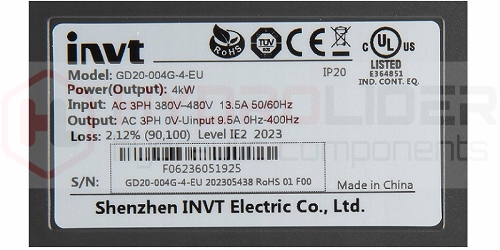 invt
RoHS
TÜV
CE
c UL US
LISTED
E364851
IND. CONT. EQ.
Model: GD20-004G-4-EU
IP20
Power(Output): 4kW
Input: AC 3PH 380V~480V 13.5A 50/60Hz
Output: AC 3PH 0V-Uinput 9.5A 0Hz-400Hz
Loss: 2.12% (90,100) Level IE2 2023
F0623605192S
S/N: GD20-004G-4-EU 202305438 RoHS 01 F00
Made in China
Shenzhen INVT Electric Co., Ltd.